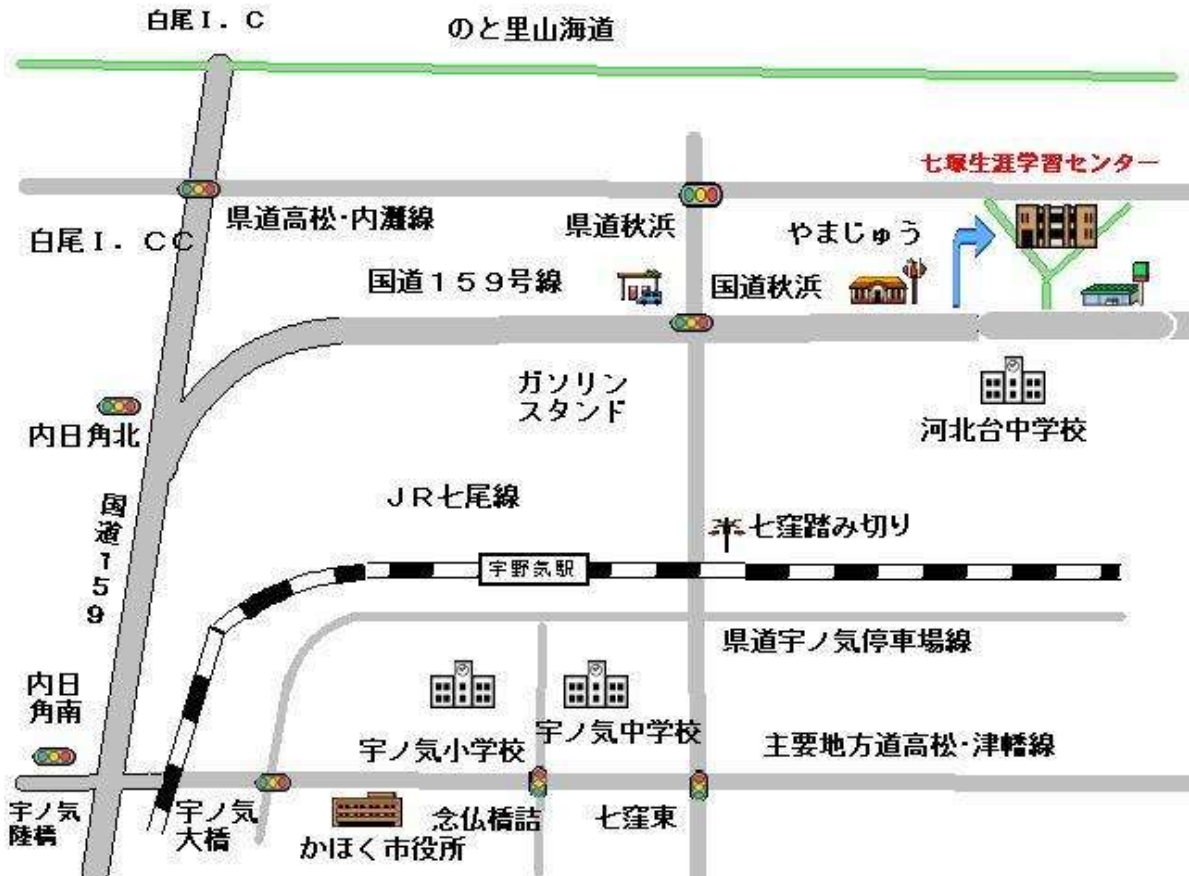 白尾Ｉ．Ｃ
のと里山海道
七塚生涯学習センター
県道高松・内灘線
県道秋浜
やまじゅう
白尾Ｉ．ＣＣ
国道１５９号線
国道秋浜
ガソリン
スタンド
内日角北
河北台中学校
ＪＲ七尾線
国道１５９
七窪踏み切り
宇野気駅
県道宇ノ気停車場線
内日
角南
宇ノ気小学校
宇ノ気中学校
主要地方道高松・津幡線
宇ノ気
陸橋
宇ノ気
大橋
かほく市役所
念仏橋詰
七窪東